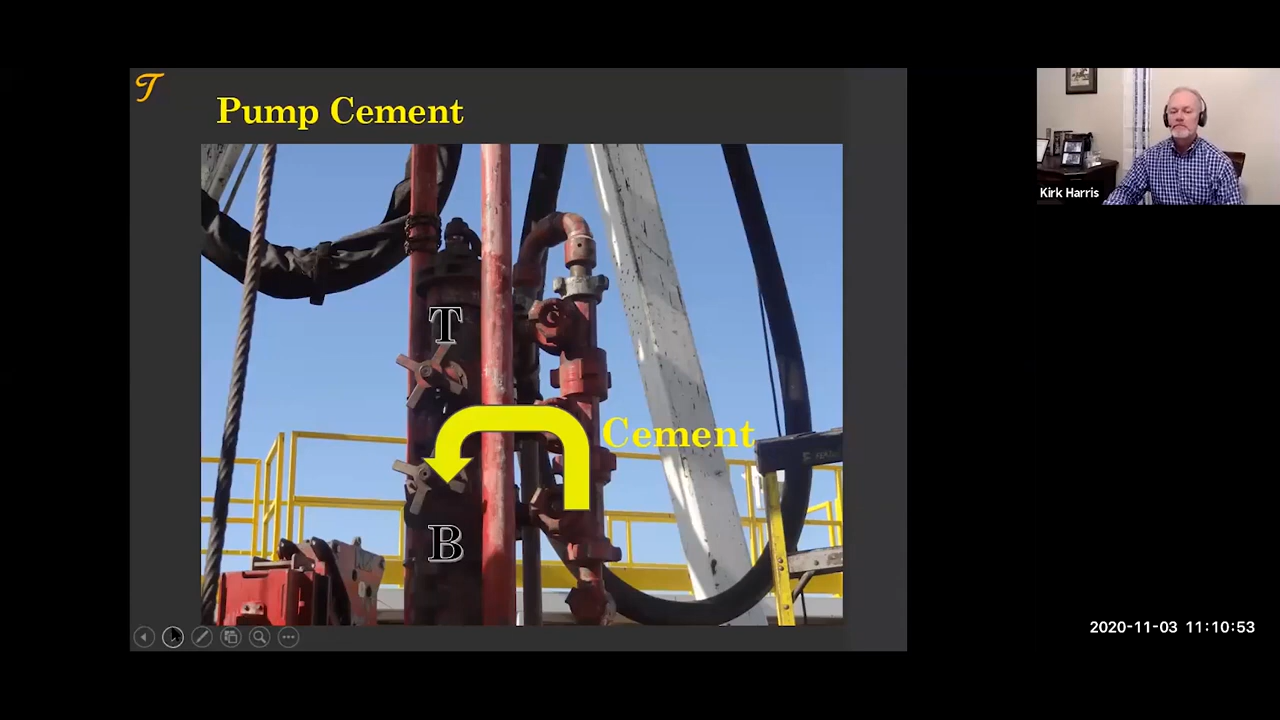 T
Pump Cement
Kirk Harris
T
Cement
B
2020-11-03 11:10:53